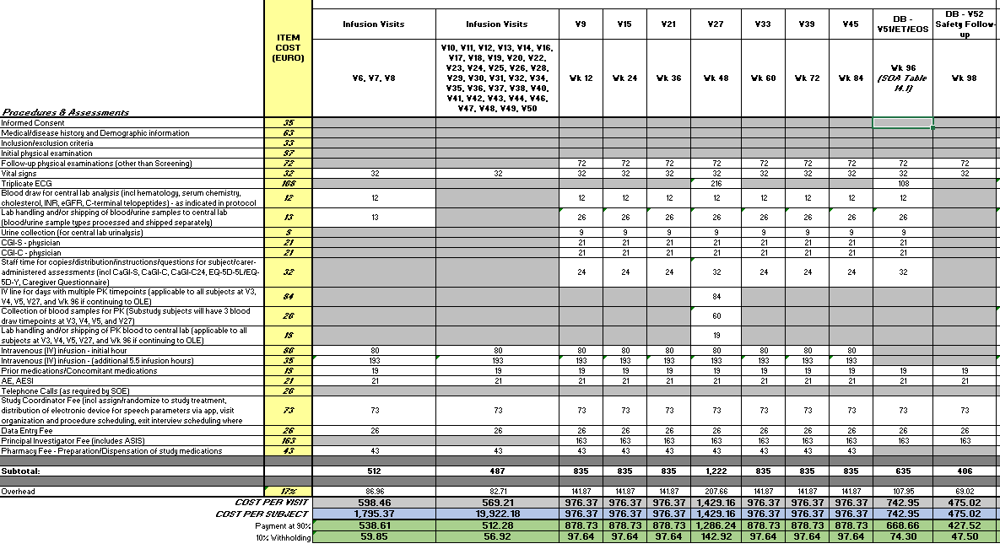 Procedures & Assessments
ITEM
COST
(EURO)
Infusion Visits
Infusion Visits
V9 V15 V21 V27 V33 V39 V45
DB -
V51/ET/EOS
DB - V52
Safety Follow-
up
V6, V7, V8
V10, V11, V12, V13, V14, V16,
V17, V18, V19, V20, V22,
V23, V24, V25, V26, V28,
V29, V30, V31, V32, V34,
V35, V36, V37, V38, V40,
V41, V42, V43, V44, V46,
V47, V48, V49, V50
Wk 12 Wk 24 Wk 36 Wk 48 Wk 60 Wk 72 Wk 84
Wk 96
(SOA Table
14.1)
Wk 98
Informed Consent 35
Medical/disease history and Demographic information 63
Inclusion/exclusion criteria 33
Initial physical examination
Follow-up physical examinations (other than Screening) 72 72 72 72 72 72 72 72 72 72
Vital signs 32 32 32 32 32 32 32 32 32 32 32 32
Triplicate ECG 216 108
Blood draw for central lab analysis (incl hematology, serum chemistry,
cholesterol, INR, eGFR, C-terminal telopeptides) - as indicated in protocol
12 12 12 12 12 12 12 12 12 12
Lab handling and/or shipping of blood/urine samples to central lab
(blood/urine sample types processed and shipped separately)
13 13 26 26 26 26 26 26 26 26
Urine collection (for central lab urinalysis) 9 9 9 9 9 9 9 9
CGI-S - physician 21 21 21 21 21 21 21 21 21
CGI-C - physician 21 21 21 21 21 21 21 21 21
Staff time for copies/distribution/instructions/questions for subject/carer-
administered assessments (incl CaGI-S, CaGI-C, CaGI-C24, EQ-5D-5L/EQ-
5D-Y, Caregiver Questionnaire)
32 24 24 24 32 24 24 24 32
IV line for days with multiple PK timepoints (applicable to all subjects at V3,
V4, V5, V27, and Wk 96 if continuing to OLE)
84 84
Collection of blood samples for PK (Substudy subjects will have 3 blood
draw timepoints at V3, V4, V5, and V27)
60
Lab handling and/or shipping of PK blood to central lab (applicable to all
subjects at V3, V4, V5, V27, and Wk 96 if continuing to OLE)
19 19
Intravenous (IV) infusion - initial hour 80 80 80 80 80 80 80 80 80
Intravenous (IV) infusion - (additional 5.5 infusion hours) 35 193 193 193 193 193 193 193 193 193
Prior medications/Concomitant medications 19 19 19 19 19 19 19 19 19 19 19 19
AE, AESI 21 21 21 21 21 21 21 21 21 21 21 21
Telephone Calls (as required by SOE) 26
Study Coordinator Fee (incl assign/randomize to study treatment,
distribution of electronic device for speech parameters via app, visit
organization and procedure scheduling, exit interview scheduling where
73 73 73 73 73 73 73 73 73 73 73 73
Data Entry Fee 26 26 26 26 26 26 26 26 26 26 26 26
Principal Investigator Fee (includes ASIS) 163 163 163 163 163 163 163 163 163 163
Pharmacy Fee - Preparation/Dispensation of study medications 43 43 43 43 43 43 43 43 43 43
Subtotal: 512 487 835 835 835 1,222 835 835 835 635 406
Overhead 17% 86.96 82.71 141.87 141.87 141.87 207.66 141.87 141.87 141.87 107.95 69.02
COST PER VISIT 598.46 569.21 976.37 976.37 976.37 1,429.16 976.37 976.37 976.37 742.95 475.02
COST PER SUBJECT 1,795.37 19,922.18 976.37 976.37 976.37 1,429.16 976.37 976.37 976.37 742.95 475.02
Payment at 90% 538.61 512.28 878.73 878.73 878.73 1,286.24 878.73 878.73 878.73 668.66 427.52
10% Withholding 59.85 56.92 97.64 97.64 97.64 142.92 97.64 97.64 97.64 74.30 47.50